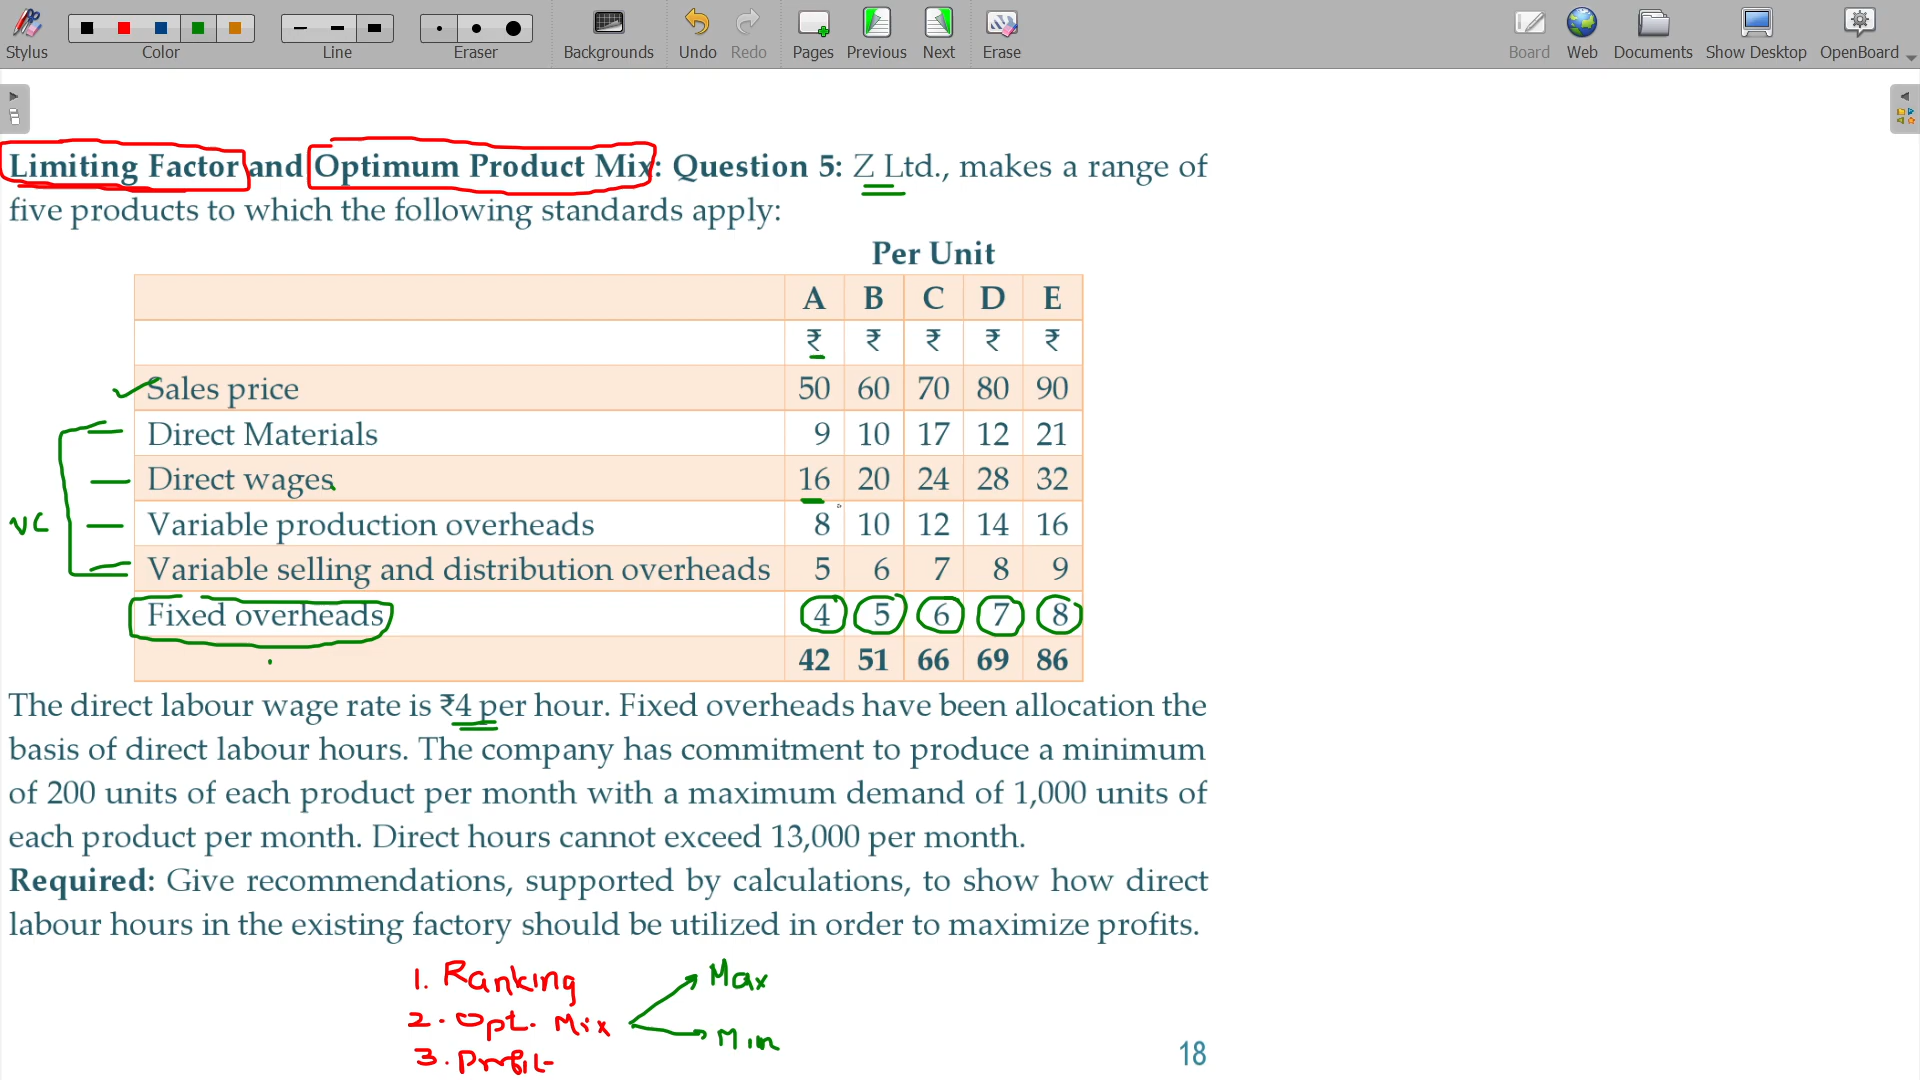 Stylus Color Line Eraser Backgrounds Undo Redo Pages Previous Next Erase Board Web Documents Show Desktop OpenBoard
Limiting Factor and Optimum Product Mix: Question 5: Z Ltd., makes a range of
five products to which the following standards apply:
Per Unit
A B C D E
₹ ₹ ₹ ₹ ₹
Sales price 50 60 70 80 90
Direct Materials 9 10 17 12 21
Direct wages 16 20 24 28 32
VC Variable production overheads 8 10 12 14 16
Variable selling and distribution overheads 5 6 7 8 9
Fixed overheads 4 5 6 7 8
42 51 66 69 86
The direct labour wage rate is ₹4 per hour. Fixed overheads have been allocation the
basis of direct labour hours. The company has commitment to produce a minimum
of 200 units of each product per month with a maximum demand of 1,000 units of
each product per month. Direct hours cannot exceed 13,000 per month.
Required: Give recommendations, supported by calculations, to show how direct
labour hours in the existing factory should be utilized in order to maximize profits.
1. Ranking Max
2. Opt. Mix Min
3. Profit
18